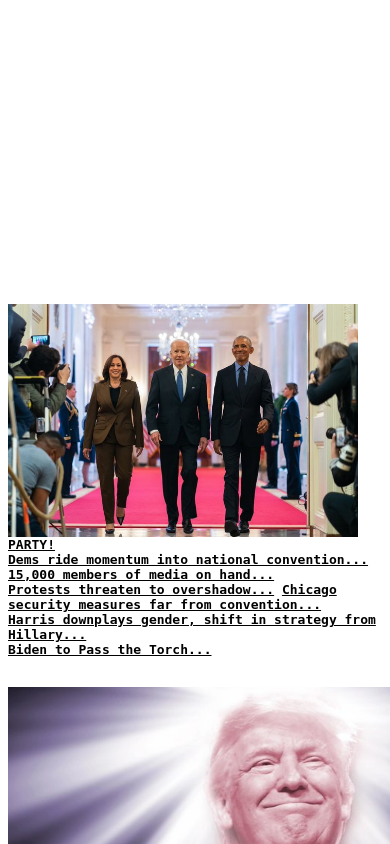 PARTY!
Dems ride momentum into national convention...
15,000 members of media on hand...
Protests threaten to overshadow... Chicago
security measures far from convention...
Harris downplays gender, shift in strategy from
Hillary...
Biden to Pass the Torch...